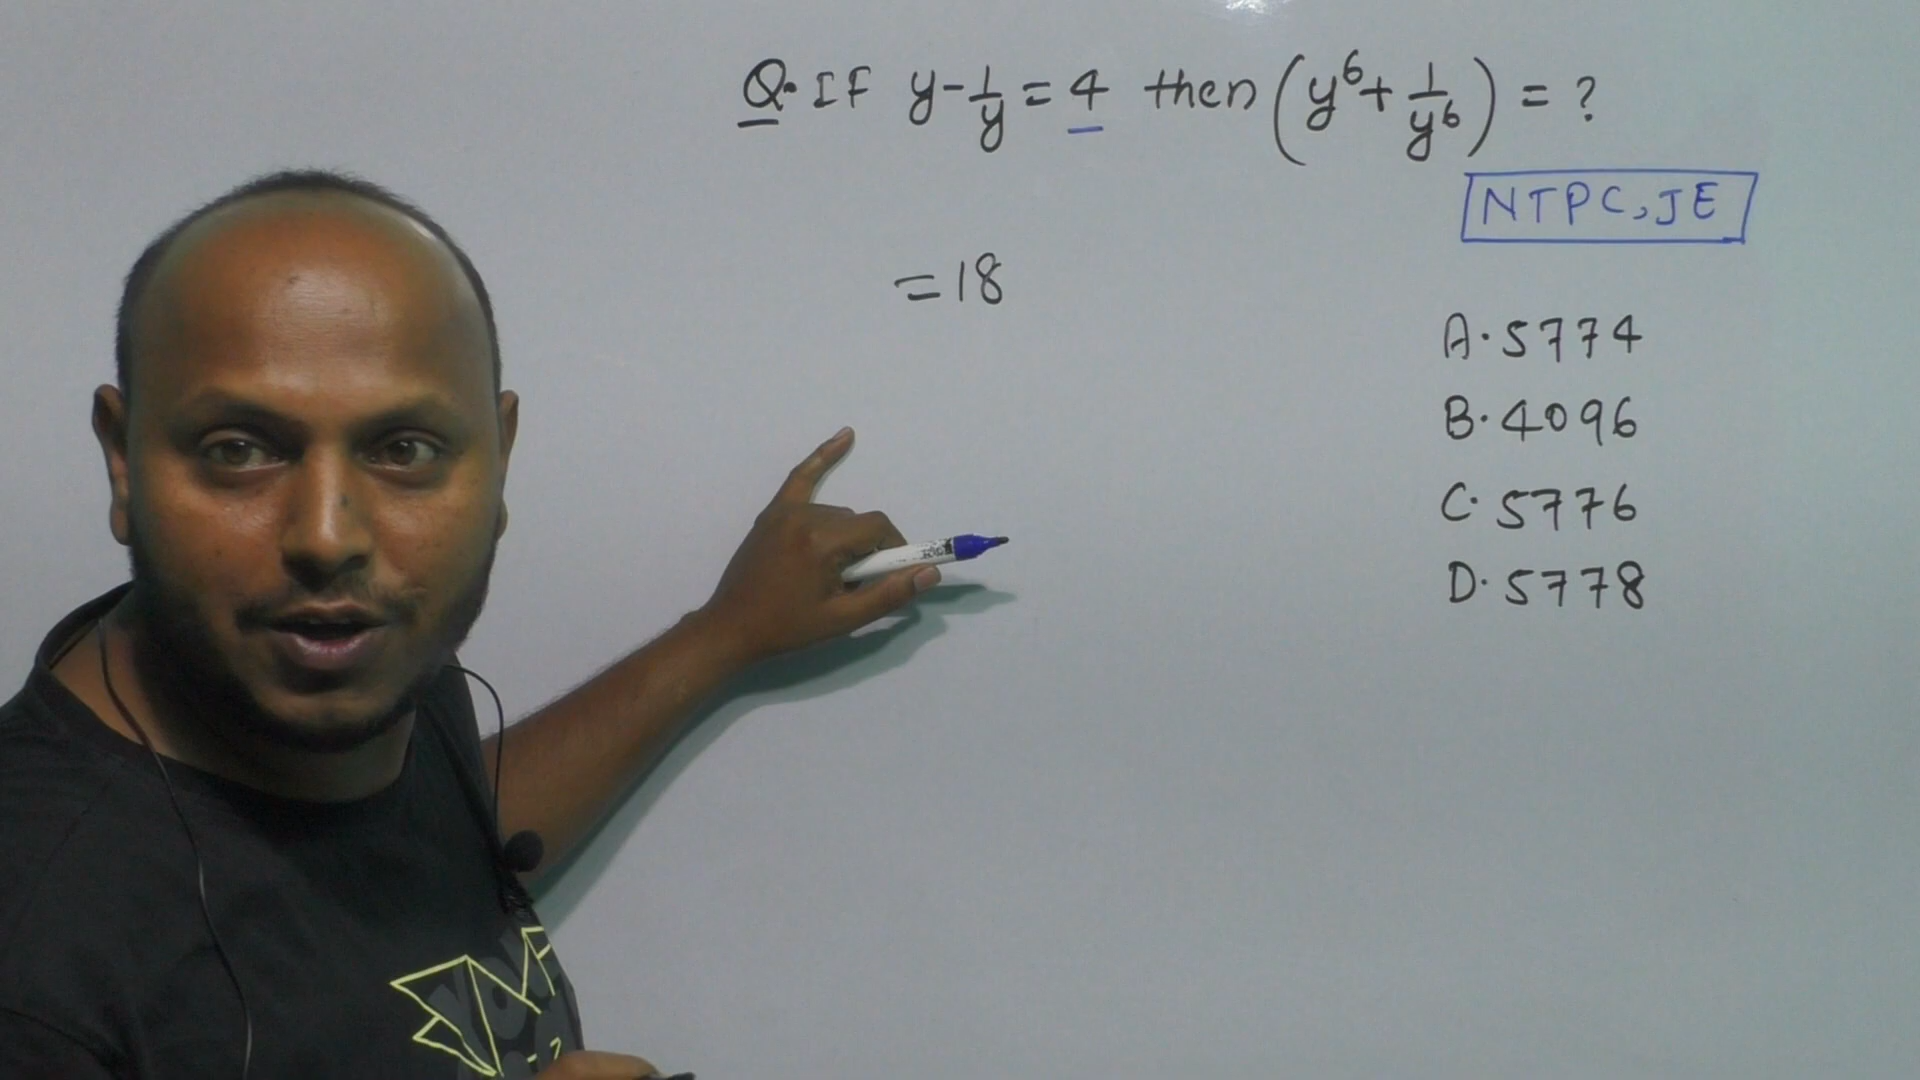 Q. If y - 1/y = 4 then (y⁶ + 1/y⁶) = ?
NTPC, JE
= 18
A. 5774
B. 4096
C. 5776
D. 5778